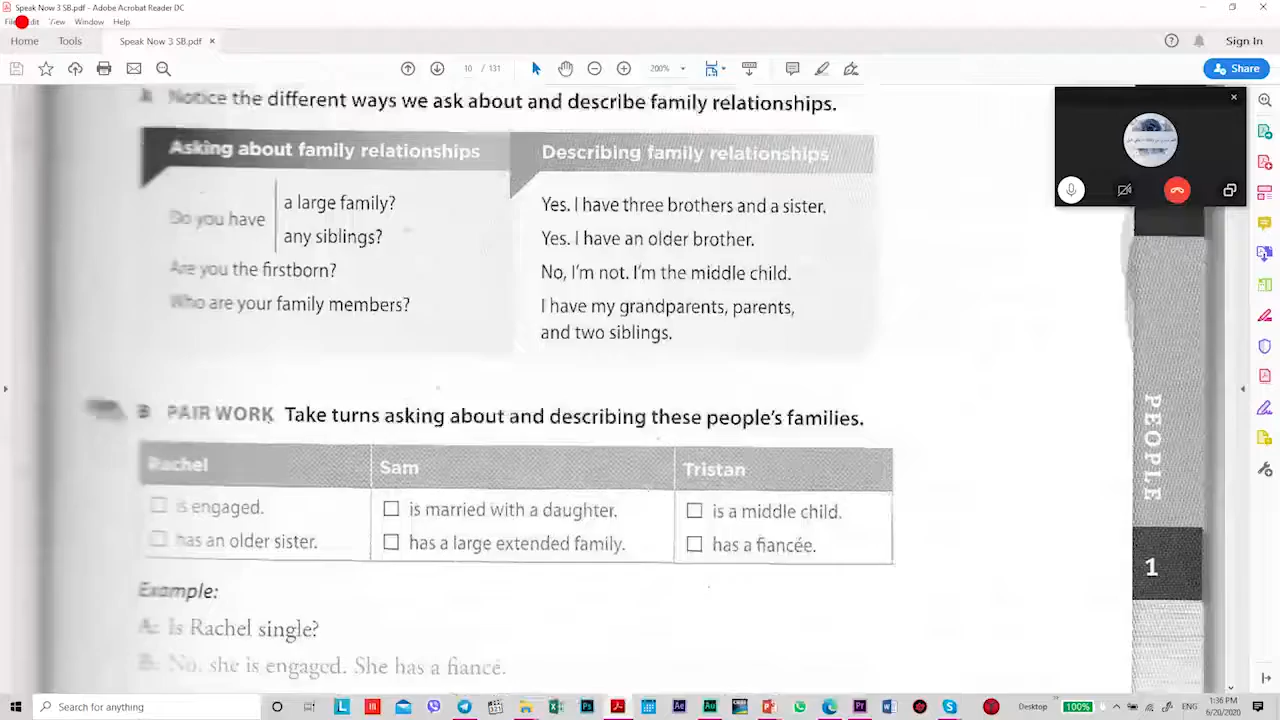 Speak Now 3 SB.pdf - Adobe Acrobat Reader DC
View Window Help
Home Tools Speak Now 3 SB.pdf × Sign In
10 / 131 200% Share
A Notice the different ways we ask about and describe family relationships.
Asking about family relationships
Do you have
a large family?
any siblings?
Are you the firstborn?
Who are your family members?
Describing family relationships
Yes. I have three brothers and a sister.
Yes. I have an older brother.
No, I'm not. I'm the middle child.
I have my grandparents, parents,
and two siblings.
B PAIR WORK Take turns asking about and describing these people's families.
Rachel
is engaged.
has an older sister.
Sam
is married with a daughter.
has a large extended family.
Tristan
is a middle child.
has a fiancée.
Example:
A: Is Rachel single?
B: No, she is engaged. She has a fiancé.
PEOPLE
1
Search for anything
Desktop 100% ENG
1:36 PM
6/20/2020